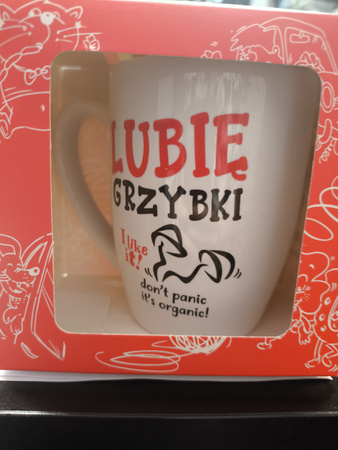 LUBIĘ
GRZYBKI
I like
it!
don't panic
it's organic!